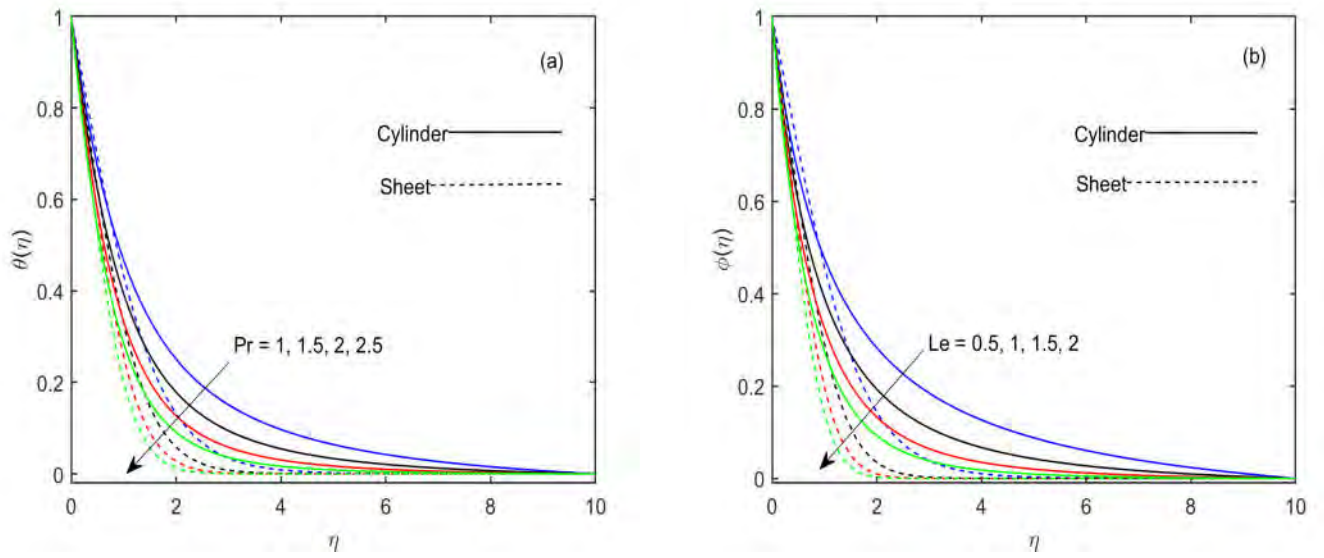 (a)
Cylinder
Sheet
Pr = 1, 1.5, 2, 2.5
θ(η)
1
0.8
0.6
0.4
0.2
0
0 2 4 6 8 10
η
(b)
Cylinder
Sheet
Le = 0.5, 1, 1.5, 2
ϕ(η)
1
0.8
0.6
0.4
0.2
0
0 2 4 6 8 10
η